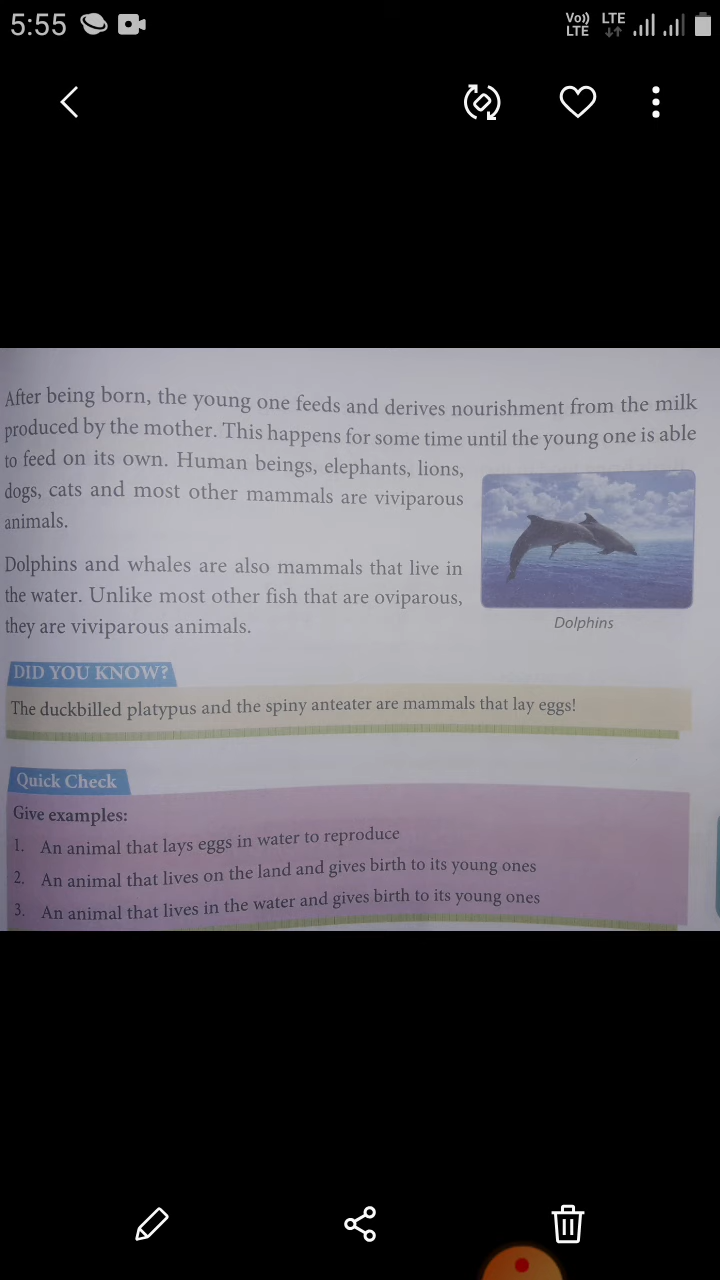 5:55
Vo))
LTE
LTE
After being born, the young one feeds and derives nourishment from the milk
produced by the mother. This happens for some time until the young one is able
to feed on its own. Human beings, elephants, lions,
dogs, cats and most other mammals are viviparous
animals.
Dolphins and whales are also mammals that live in
the water. Unlike most other fish that are oviparous,
they are viviparous animals.
Dolphins
DID YOU KNOW?
The duckbilled platypus and the spiny anteater are mammals that lay eggs!
Quick Check
Give examples:
1. An animal that lays eggs in water to reproduce
2. An animal that lives on the land and gives birth to its young ones
3. An animal that lives in the water and gives birth to its young ones